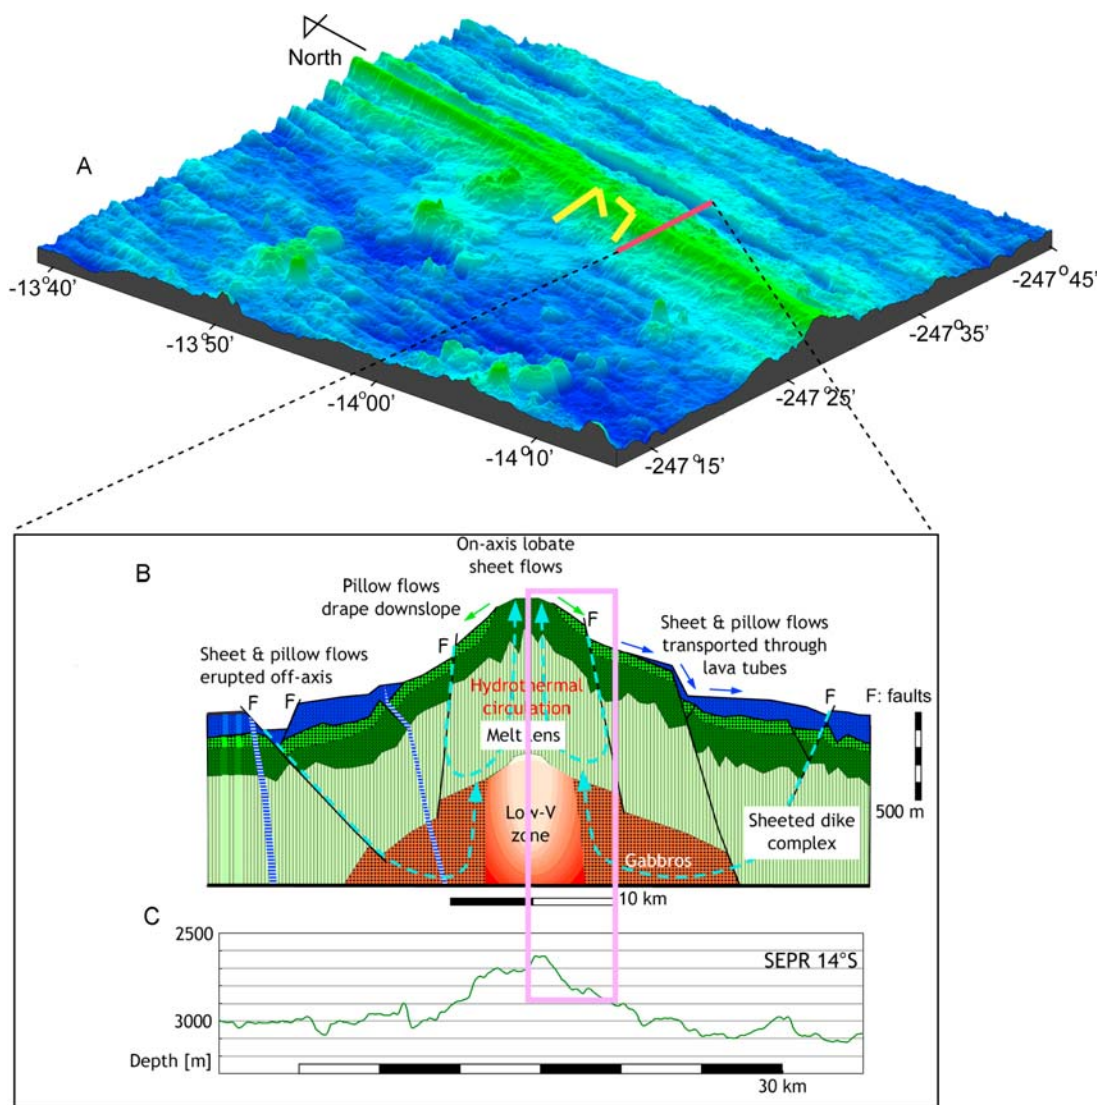 North
A
-13°40'
-13°50'
-14°00'
-14°10'
-247°15'
-247°25'
-247°35'
-247°45'
B
On-axis lobate
sheet flows
Pillow flows
drape downslope
Sheet & pillow flows
erupted off-axis
Sheet & pillow flows
transported through
lava tubes
F
F
F
F
F
F: faults
Hydrothermal
circulation
Melt lens
500 m
Low-V
zone
Sheeted dike
complex
Gabbros
10 km
C
2500
SEPR 14°S
3000
Depth [m]
30 km